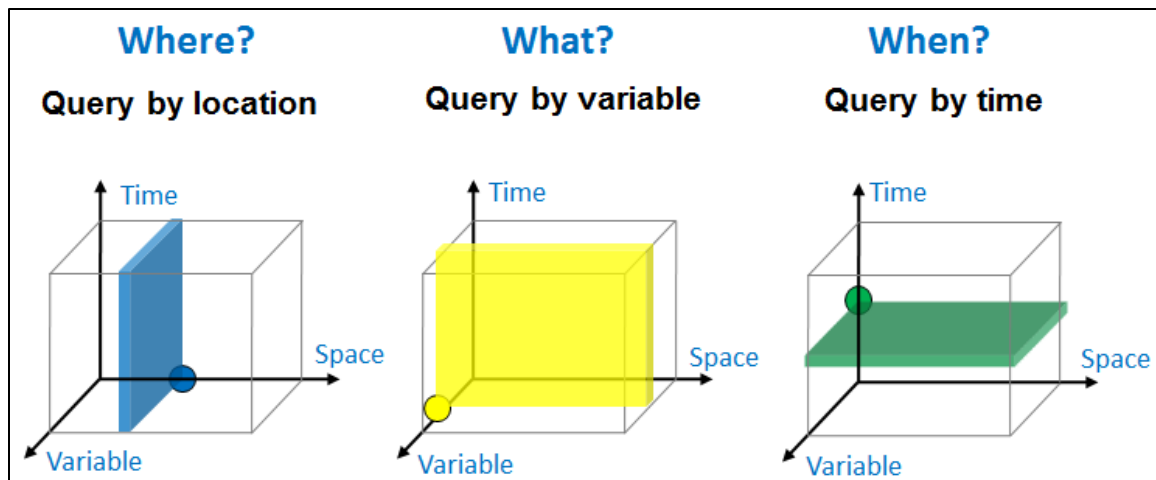 Where?
Query by location
Time
Space
Variable
What?
Query by variable
Time
Space
Variable
When?
Query by time
Time
Space
Variable